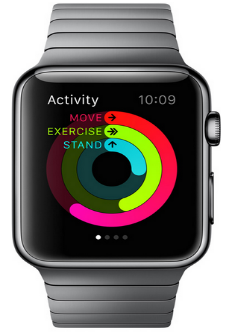 Activity 10:09
MOVE
EXERCISE
STAND